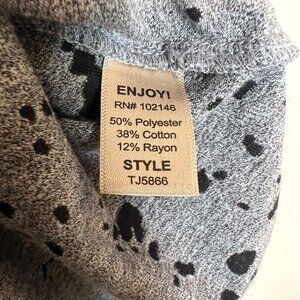 ENJOY!
RN# 102146
50% Polyester
38% Cotton
12% Rayon
STYLE
TJ5866